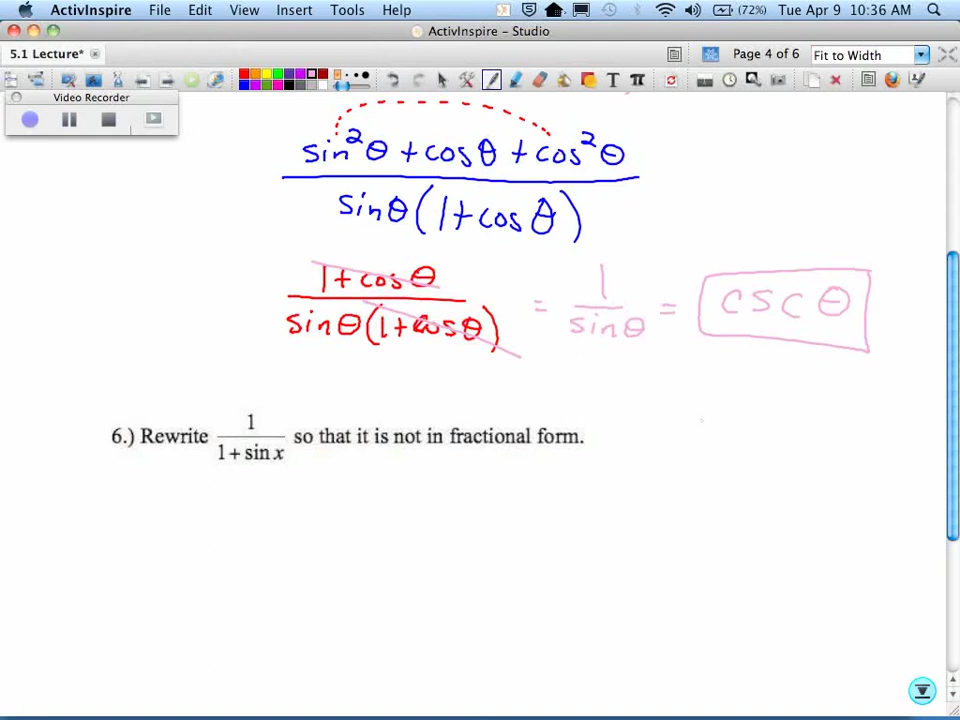 ActivInspire File Edit View Insert Tools Help (72%) Tue Apr 9 10:36 AM
ActivInspire - Studio
5.1 Lecture* Page 4 of 6 Fit to Width
Video Recorder
sin²θ + cosθ + cos²θ
sinθ(1+cosθ)
1 + cosθ
sinθ(1+cosθ) = 1/sinθ = cscθ
6.) Rewrite 1/(1 + sin x) so that it is not in fractional form.